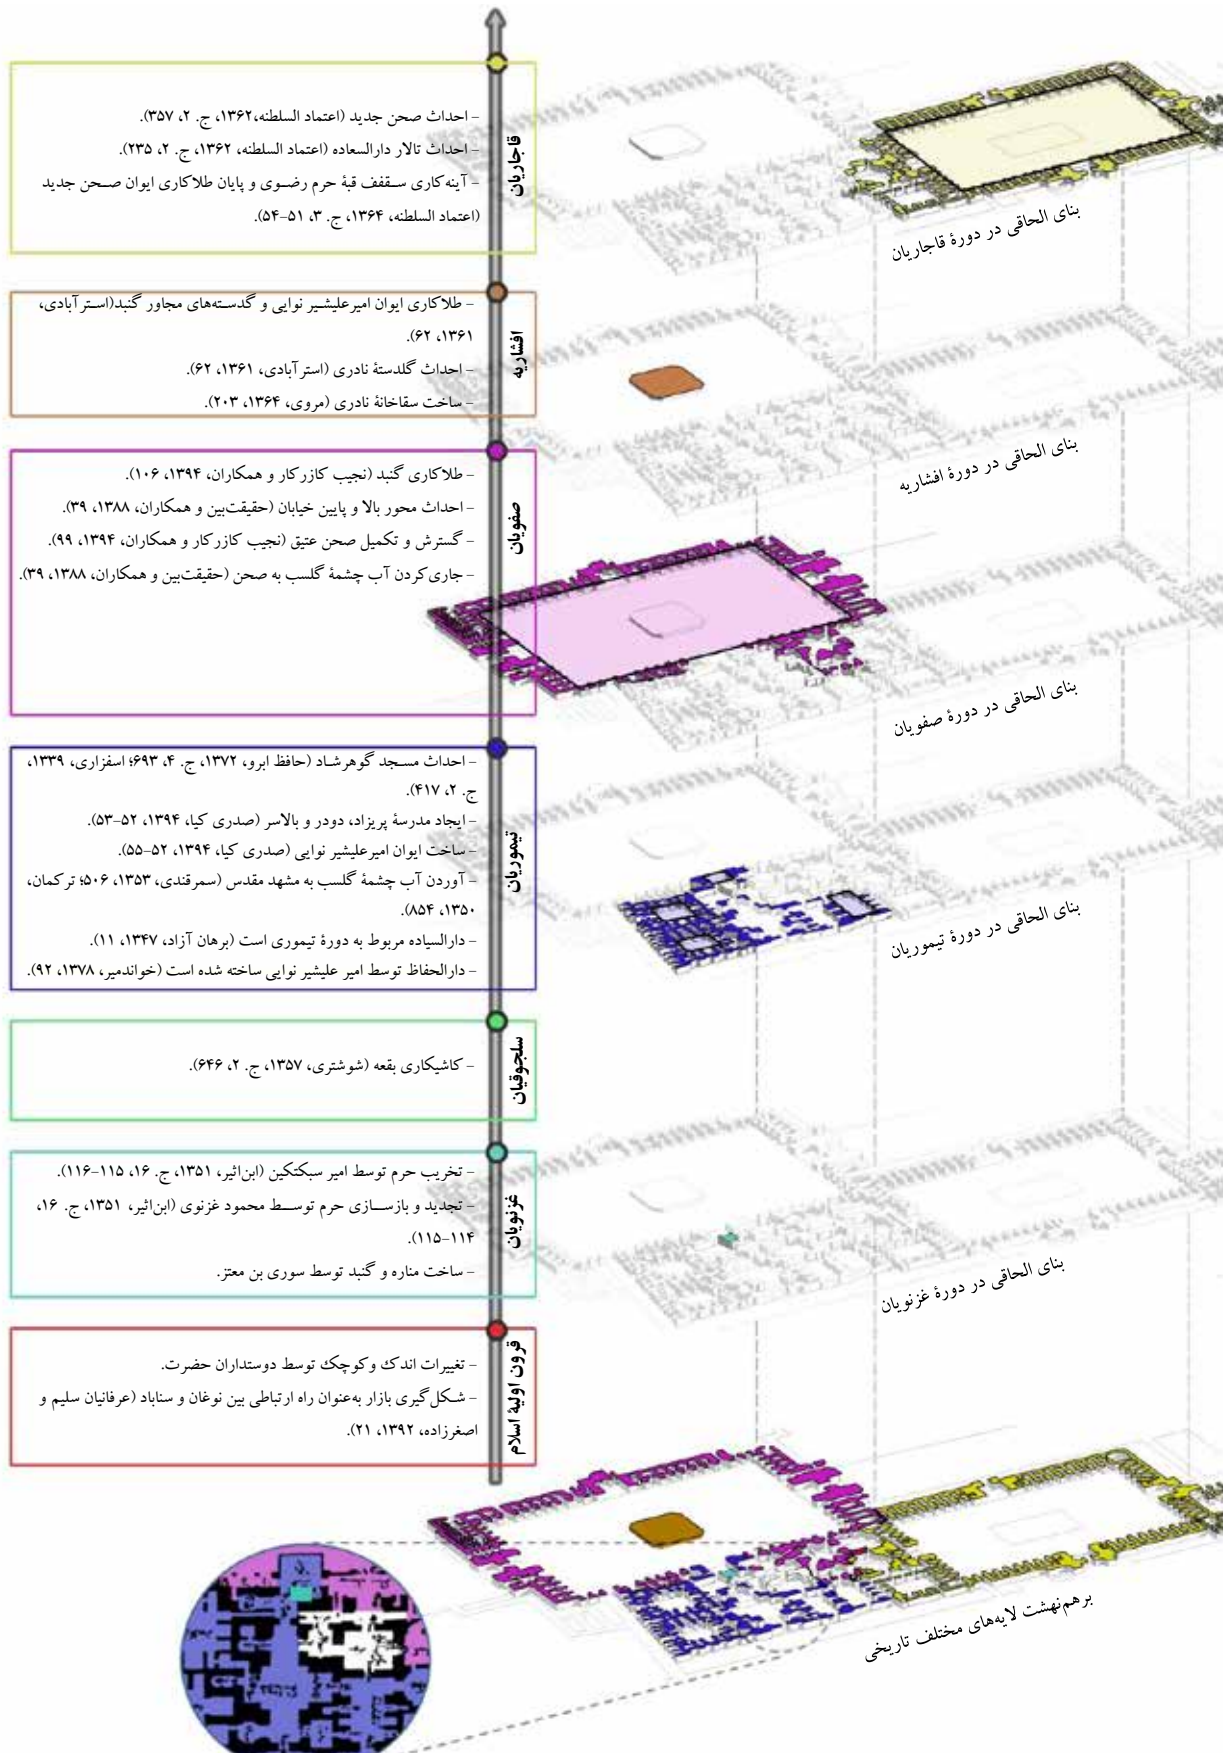 قاجاریان
- احداث صحن جدید (اعتماد السلطنه،۱۳۶۲، ج. ۲، ۳۵۷).
- احداث تالار دارالسعاده (اعتماد السلطنه، ۱۳۶۲، ج. ۲، ۲۳۵).
- آینه‌کاری سقفف قبهٔ حرم رضوی و پایان طلاکاری ایوان صحن جدید
(اعتماد السلطنه، ۱۳۶۴، ج. ۳، ۵۱-۵۴).
بنای الحاقی در دورهٔ قاجاریان
افشاریه
- طلاکاری ایوان امیرعلیشیر نوایی و گدسته‌های مجاور گنبد(استرآبادی،
۱۳۶۱، ۶۲).
- احداث گلدستهٔ نادری (استرآبادی، ۱۳۶۱، ۶۲).
- ساخت سقاخانهٔ نادری (مروی، ۱۳۶۴، ۲۰۳).
بنای الحاقی در دورهٔ افشاریه
صفویان
- طلاکاری گنبد (نجیب کازرکار و همکاران، ۱۳۹۴، ۱۰۶).
- احداث محور بالا و پایین خیابان (حقیقت‌بین و همکاران، ۱۳۸۸، ۳۹).
- گسترش و تکمیل صحن عتیق (نجیب کازرکار و همکاران، ۱۳۹۴، ۹۹).
- جاری‌کردن آب چشمهٔ گلسب به صحن (حقیقت‌بین و همکاران، ۱۳۸۸، ۳۹).
بنای الحاقی در دورهٔ صفویان
تیموریان
- احداث مسجد گوهرشاد (حافظ ابرو، ۱۳۷۲، ج. ۴، ۶۹۳؛ اسفزاری، ۱۳۳۹،
ج. ۲، ۴۱۷).
- ایجاد مدرسهٔ پریزاد، دودر و بالاسر (صدری کیا، ۱۳۹۴، ۵۲-۵۳).
- ساخت ایوان امیرعلیشیر نوایی (صدری کیا، ۱۳۹۴، ۵۲-۵۵).
- آوردن آب چشمهٔ گلسب به مشهد مقدس (سمرقندی، ۱۳۵۳، ۵۰۶؛ ترکمان،
۱۳۵۰، ۸۵۴).
- دارالسیاده مربوط به دورهٔ تیموری است (برهان آزاد، ۱۳۴۷، ۱۱).
- دارالحفاظ توسط امیر علیشیر نوایی ساخته شده است (خواندمیر، ۱۳۷۸، ۹۲).
بنای الحاقی در دورهٔ تیموریان
سلجوقیان
- کاشیکاری بقعه (شوشتری، ۱۳۵۷، ج. ۲، ۶۴۶).
غزنویان
- تخریب حرم توسط امیر سبکتکین (ابن‌اثیر، ۱۳۵۱، ج. ۱۶، ۱۱۵-۱۱۶).
- تجدید و بازسازی حرم توسط محمود غزنوی (ابن‌اثیر، ۱۳۵۱، ج. ۱۶،
۱۱۴-۱۱۵).
- ساخت مناره و گنبد توسط سوری بن معتز.
بنای الحاقی در دورهٔ غزنویان
قرون اولیهٔ اسلام
- تغییرات اندک وکوچک توسط دوستداران حضرت.
- شکل‌گیری بازار به‌عنوان راه ارتباطی بین نوغان و سناباد (عرفانیان سلیم و
اصغرزاده، ۱۳۹۲، ۲۱).
برهم‌نهشت لایه‌های مختلف تاریخی